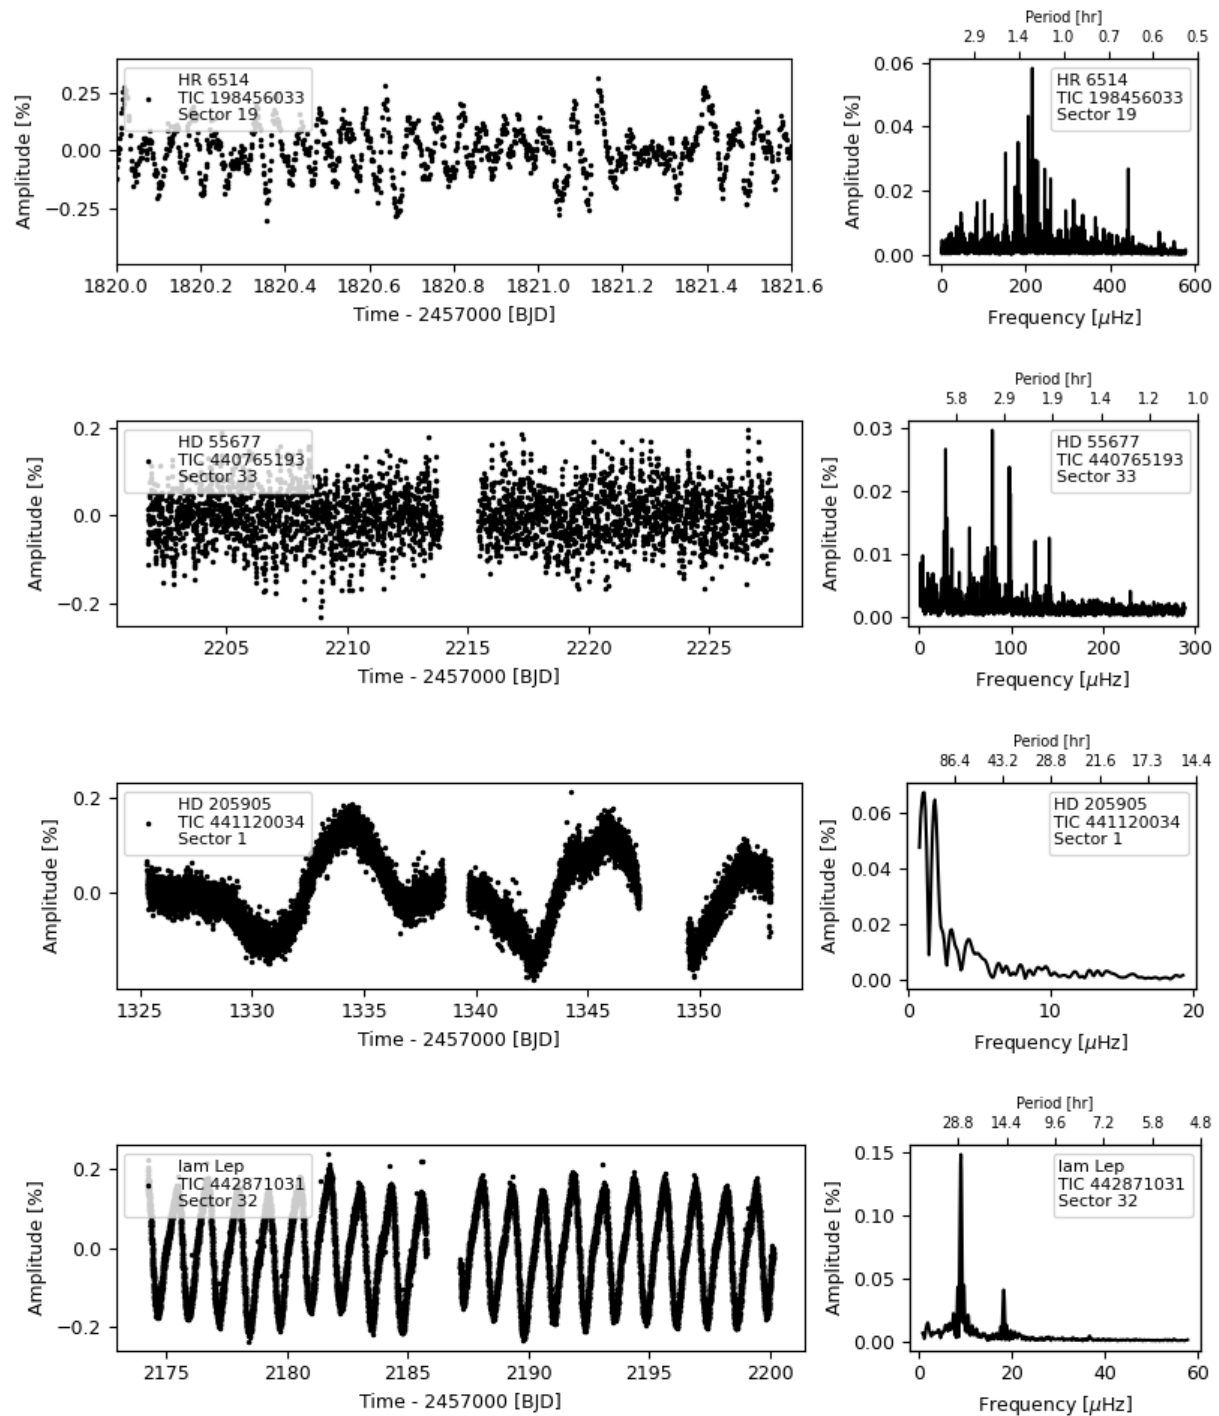 Period [hr]
2.9 1.4 1.0 0.7 0.6 0.5
HR 6514
TIC 198456033
Sector 19
Amplitude [%]
0.25
0.00
−0.25
1820.0 1820.2 1820.4 1820.6 1820.8 1821.0 1821.2 1821.4 1821.6
Time - 2457000 [BJD]
HR 6514
TIC 198456033
Sector 19
Amplitude [%]
0.06
0.04
0.02
0.00
0 200 400 600
Frequency [μHz]
Period [hr]
5.8 2.9 1.9 1.4 1.2 1.0
HD 55677
TIC 440765193
Sector 33
Amplitude [%]
0.2
0.0
−0.2
2205 2210 2215 2220 2225
Time - 2457000 [BJD]
HD 55677
TIC 440765193
Sector 33
Amplitude [%]
0.03
0.02
0.01
0.00
0 100 200 300
Frequency [μHz]
Period [hr]
86.4 43.2 28.8 21.6 17.3 14.4
HD 205905
TIC 441120034
Sector 1
Amplitude [%]
0.2
0.0
1325 1330 1335 1340 1345 1350
Time - 2457000 [BJD]
HD 205905
TIC 441120034
Sector 1
Amplitude [%]
0.06
0.04
0.02
0.00
0 10 20
Frequency [μHz]
Period [hr]
28.8 14.4 9.6 7.2 5.8 4.8
lam Lep
TIC 442871031
Sector 32
Amplitude [%]
0.2
0.0
−0.2
2175 2180 2185 2190 2195 2200
Time - 2457000 [BJD]
lam Lep
TIC 442871031
Sector 32
Amplitude [%]
0.15
0.10
0.05
0.00
0 20 40 60
Frequency [μHz]